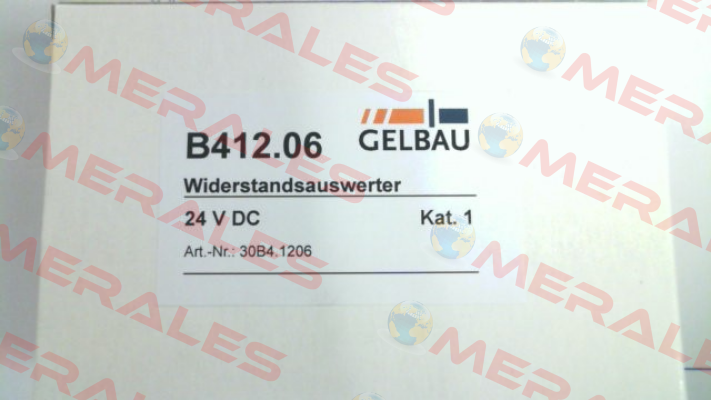 B412.06
GELBAU
Widerstandsauswerter
24 V DC Kat. 1
Art.-Nr.: 30B4.1206
MERALES
MERALES
MERALES
MERALES
MERALES
MERALES